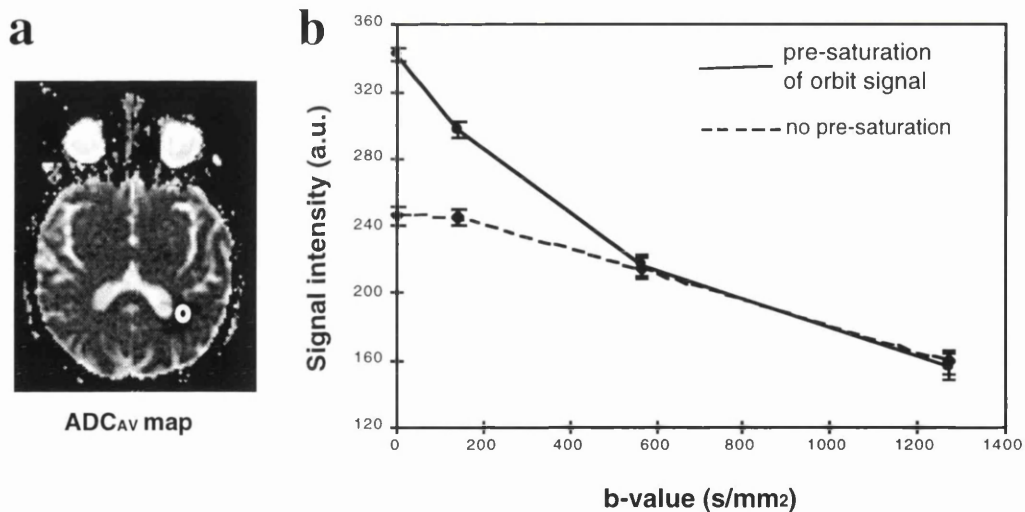 a
ADCAV map
b
Signal intensity (a.u.)
360
320
280
240
200
160
120
pre-saturation
of orbit signal
no pre-saturation
0
200
400
600
800
1000
1200
1400
b-value (s/mm2)